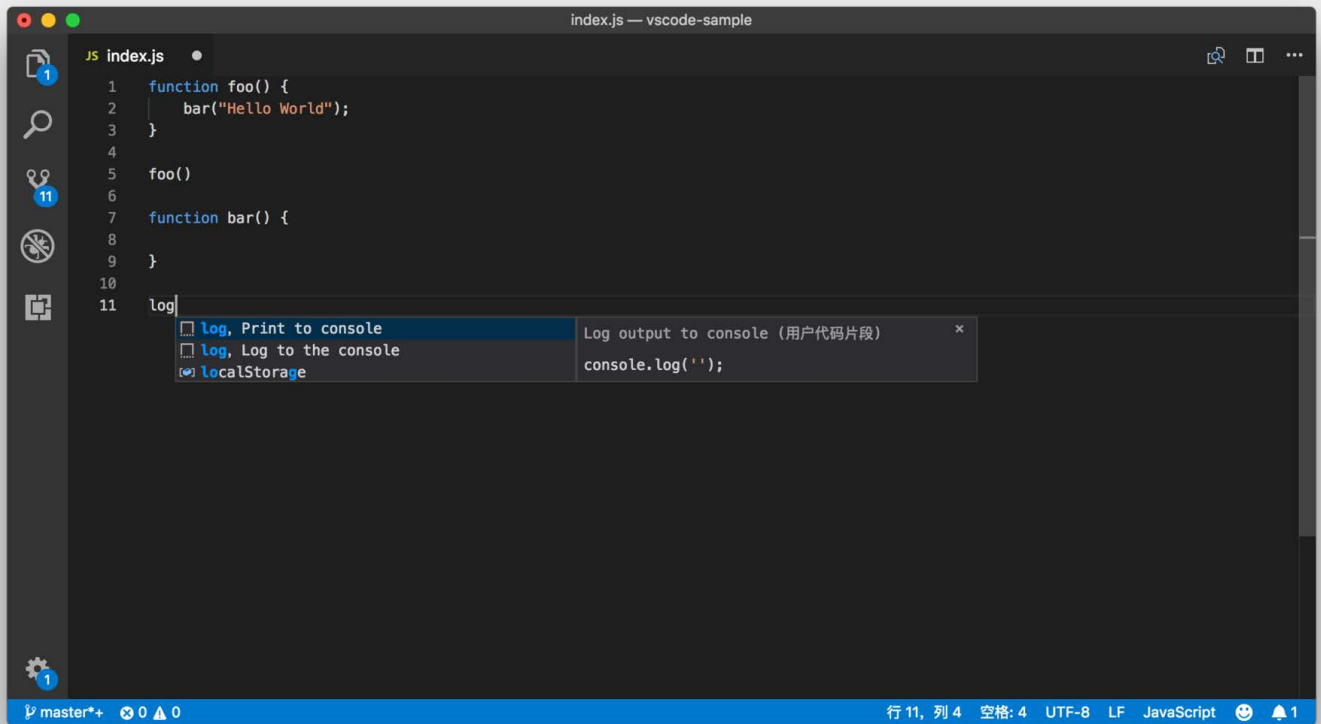 index.js — vscode-sample
JS index.js
1
1 function foo() {
2     bar("Hello World");
3 }
4
5 foo()
6
11
7 function bar() {
8
9 }
10
11 log
log, Print to console
log, Log to the console
localStorage
Log output to console (用户代码片段) ×
console.log('');
1
master*+ 0 0 行 11, 列 4 空格: 4 UTF-8 LF JavaScript 1